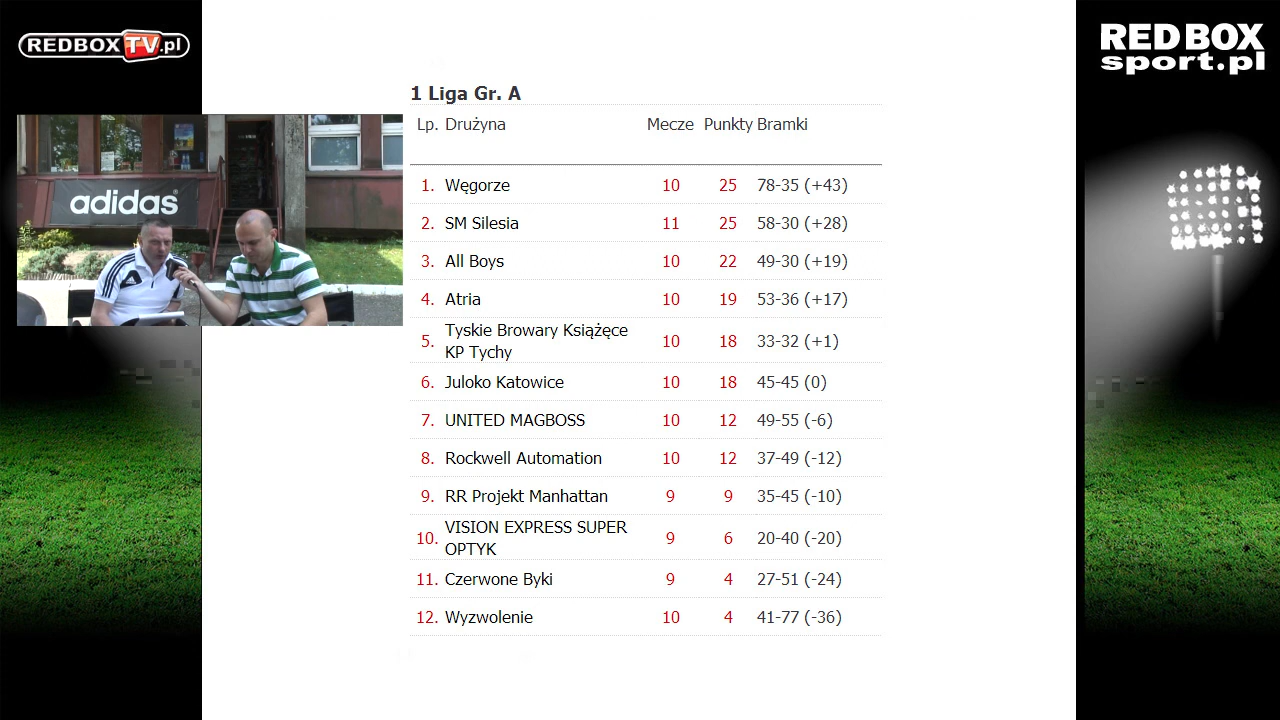 REDBOXTV.pl
RED BOX
sport.pl
adidas
1 Liga Gr. A
Lp. Drużyna Mecze Punkty Bramki
1. Węgorze 10 25 78-35 (+43)
2. SM Silesia 11 25 58-30 (+28)
3. All Boys 10 22 49-30 (+19)
4. Atria 10 19 53-36 (+17)
5. Tyskie Browary Książęce KP Tychy 10 18 33-32 (+1)
6. Juloko Katowice 10 18 45-45 (0)
7. UNITED MAGBOSS 10 12 49-55 (-6)
8. Rockwell Automation 10 12 37-49 (-12)
9. RR Projekt Manhattan 9 9 35-45 (-10)
10. VISION EXPRESS SUPER OPTYK 9 6 20-40 (-20)
11. Czerwone Byki 9 4 27-51 (-24)
12. Wyzwolenie 10 4 41-77 (-36)